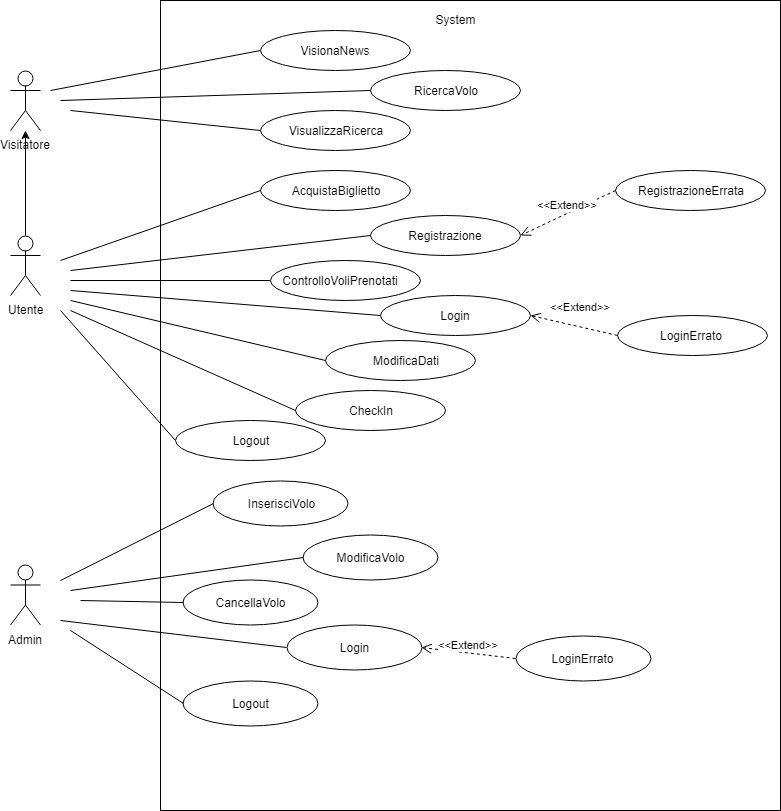 System
VisionaNews
RicercaVolo
Visitatore
VisualizzaRicerca
AcquistaBiglietto
RegistrazioneErrata
<<Extend>>
Registrazione
ControlloVoliPrenotati
Utente
<<Extend>>
Login
LoginErrato
ModificaDati
CheckIn
Logout
InserisciVolo
ModificaVolo
CancellaVolo
Admin
Login
<<Extend>>
LoginErrato
Logout